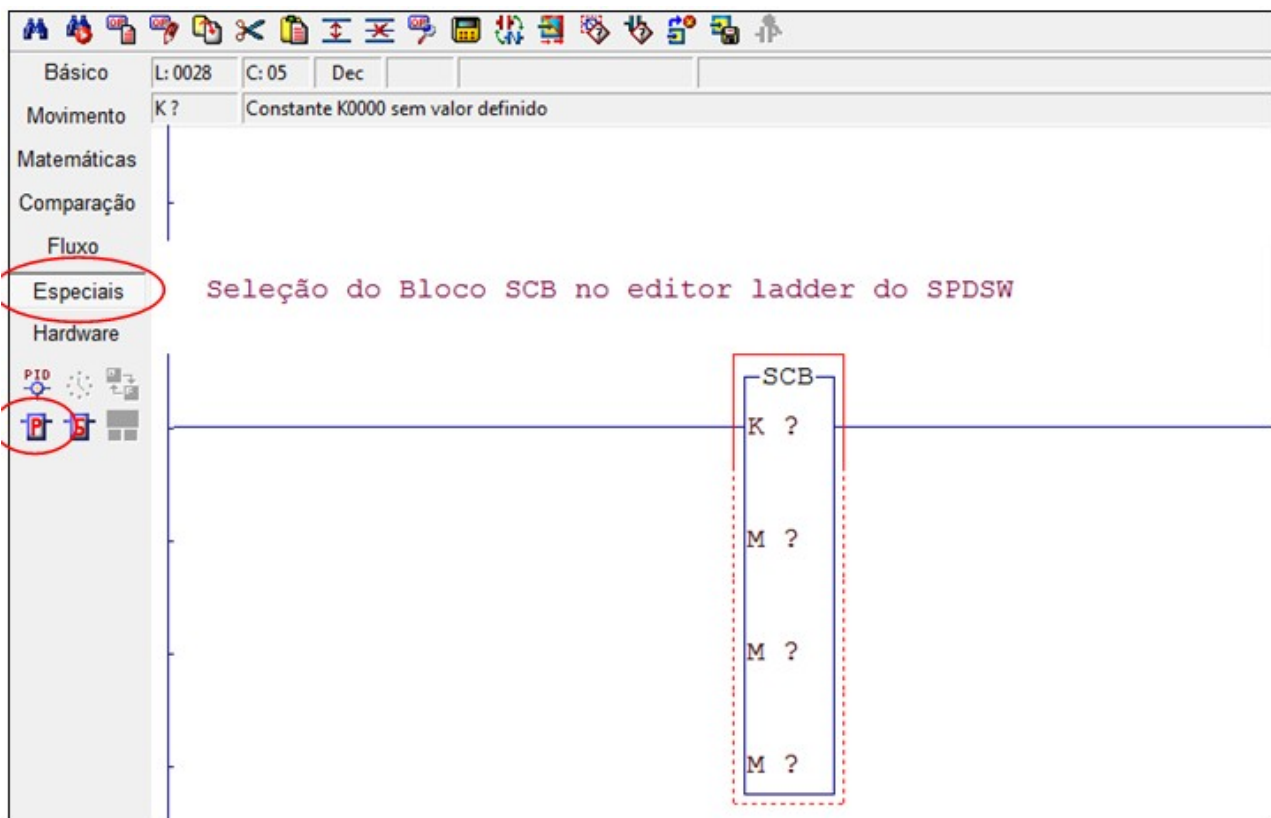 Básico
L: 0028 C: 05 Dec
Movimento
K ? Constante K0000 sem valor definido
Matemáticas
Comparação
Fluxo
Especiais
Seleção do Bloco SCB no editor ladder do SPDSW
Hardware
PID
SCB
P
K ?
M ?
M ?
M ?